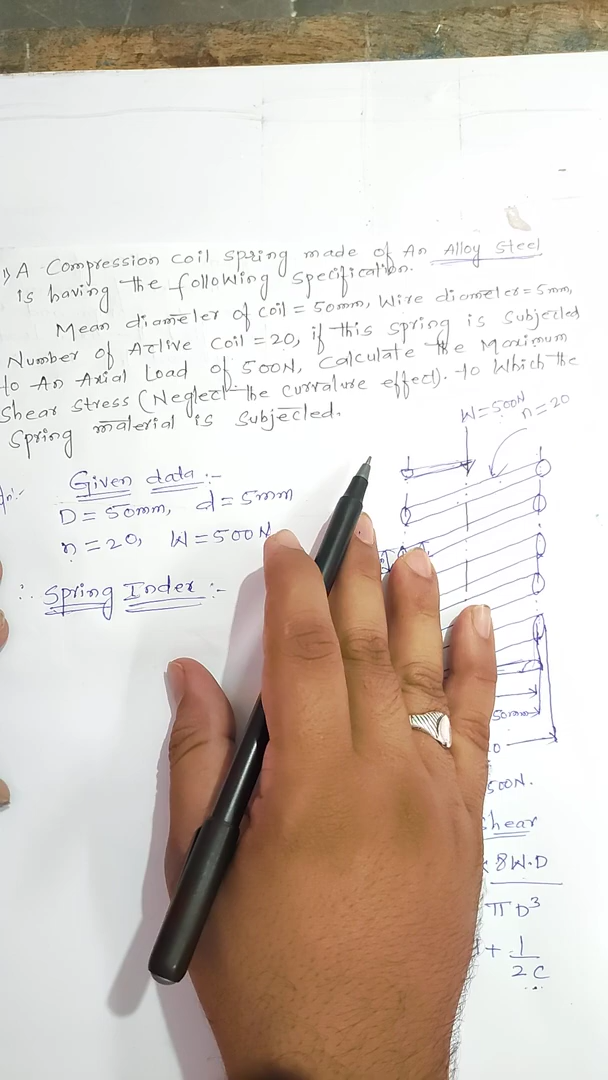 1) A Compression coil spring made of An Alloy Steel
is having the following specification.
Mean diameter of coil = 50mm, Wire diameter = 5mm,
Number of Active coil = 20, if this spring is Subjected
to An Axial Load of 500N, Calculate the Maximum
Shear Stress (Neglect the curvature effect). to Which the
Spring material is Subjected.
W = 500N
n = 20
Given data :-
D = 50mm, d = 5mm
n = 20, W = 500N
∴ Spring Index :-
50mm
500N.
Shear
8W.D
πD³
+ 1
2C